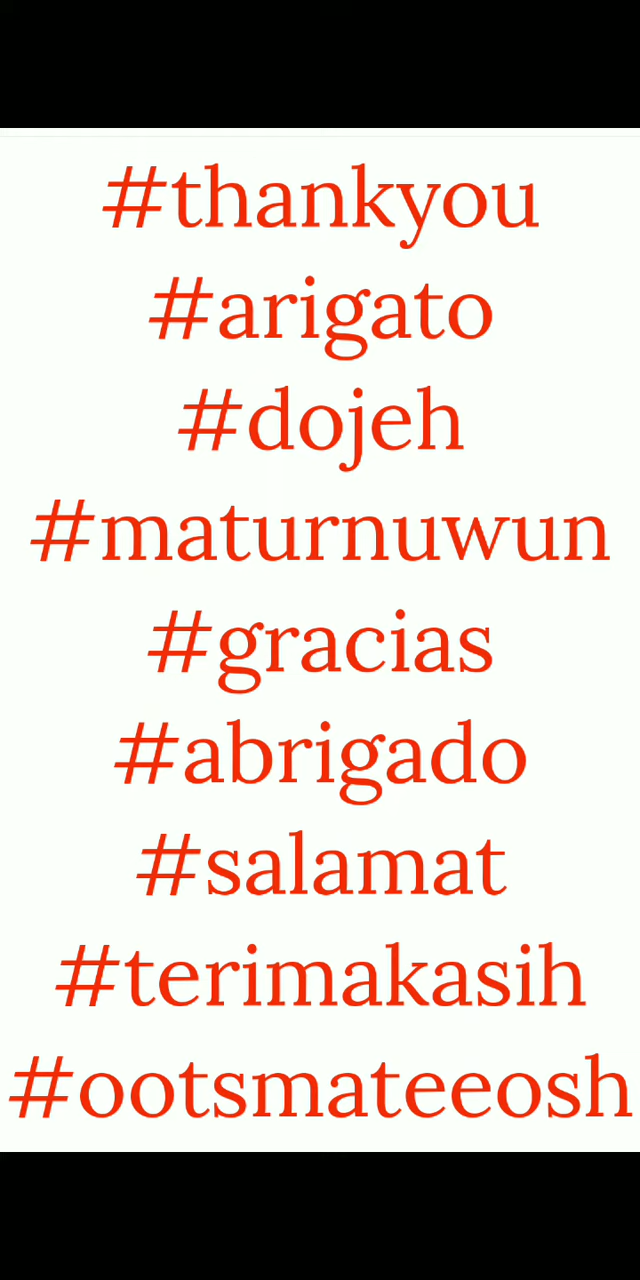 #thankyou
#arigato
#dojeh
#maturnuwun
#gracias
#abrigado
#salamat
#terimakasih
#ootsmateeosh